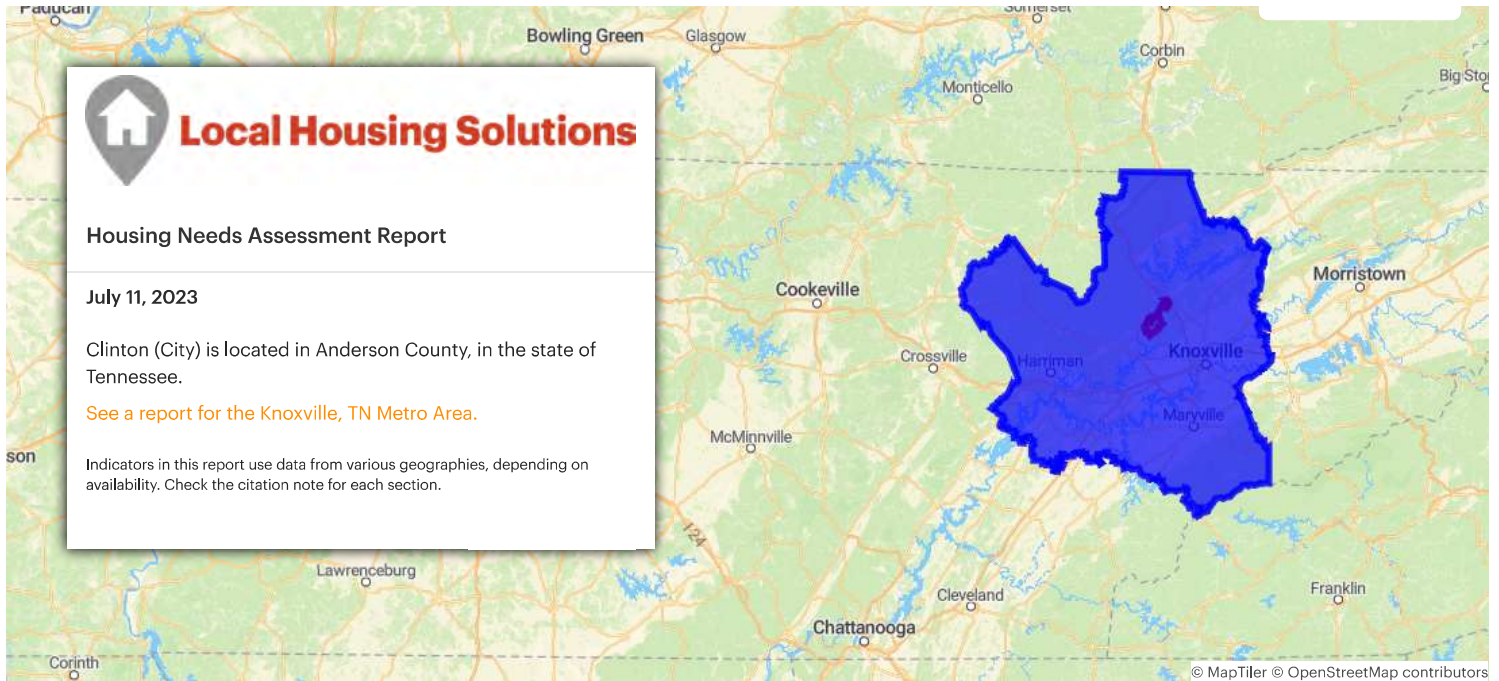 Paducah
Somerset
Bowling Green
Glasgow
Corbin
Monticello
Local Housing Solutions
Housing Needs Assessment Report
July 11, 2023
Clinton (City) is located in Anderson County, in the state of
Tennessee.
See a report for the Knoxville, TN Metro Area.
Indicators in this report use data from various geographies, depending on
availability. Check the citation note for each section.
Cookeville
Morristown
Crossville
Harriman
Knoxville
Maryville
McMinnville
son
I-24
Lawrenceburg
Cleveland
Franklin
Chattanooga
Corinth
© MapTiler © OpenStreetMap contributors